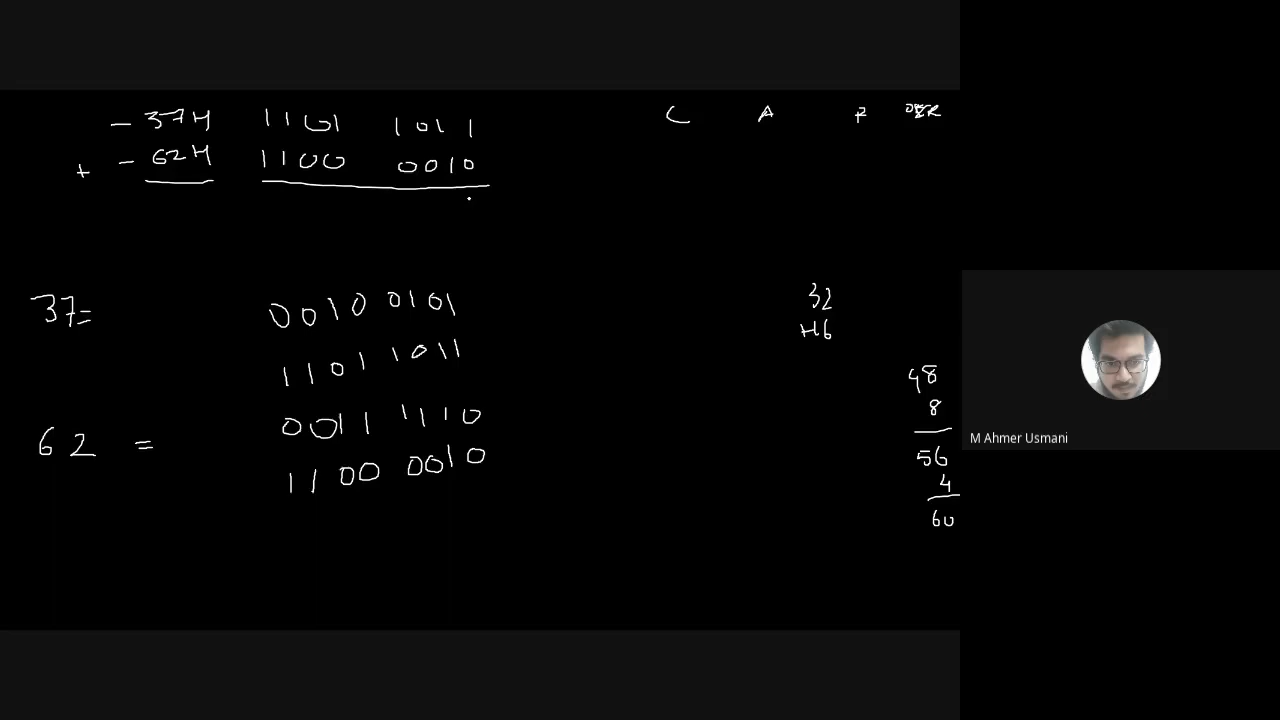 - 37H 1101 1011 C A P OVER
+ - 62H 1100 0010
37= 0010 0101
1101 1011
62 = 0011 1110
1100 0010
32
48
8
56
4
60
M Ahmer Usmani